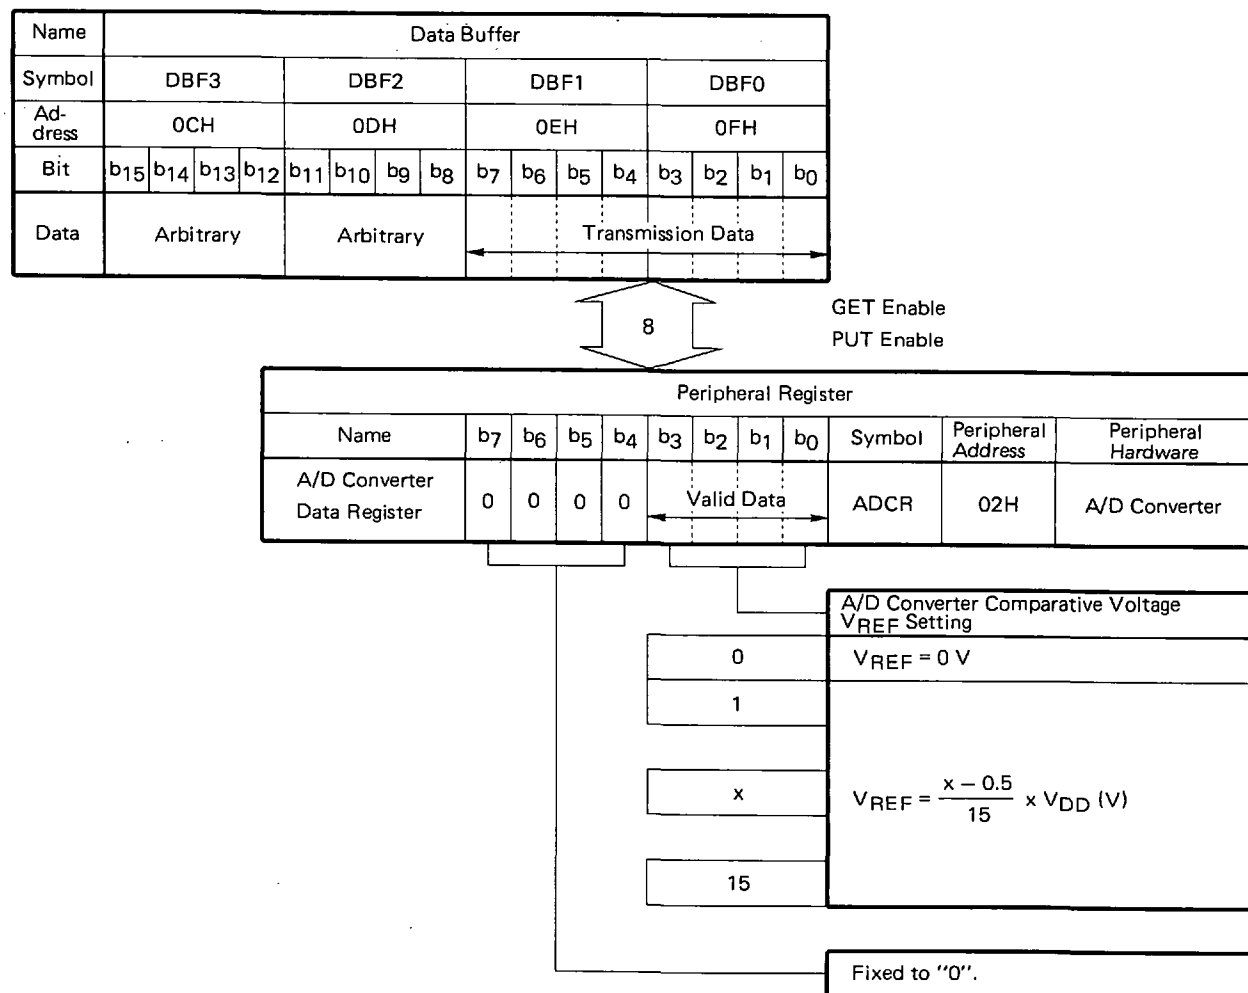 Name Data Buffer
Symbol DBF3 DBF2 DBF1 DBF0
Ad-
dress 0CH 0DH 0EH 0FH
Bit b15 b14 b13 b12 b11 b10 b9 b8 b7 b6 b5 b4 b3 b2 b1 b0
Data Arbitrary Arbitrary Transmission Data
8
GET Enable
PUT Enable
Peripheral Register
Name b7 b6 b5 b4 b3 b2 b1 b0 Symbol Peripheral Address Peripheral Hardware
A/D Converter
Data Register 0 0 0 0 Valid Data ADCR 02H A/D Converter
A/D Converter Comparative Voltage
VREF Setting
0 VREF = 0 V
1
x VREF = (x – 0.5)/15 x VDD (V)
15
Fixed to "0".